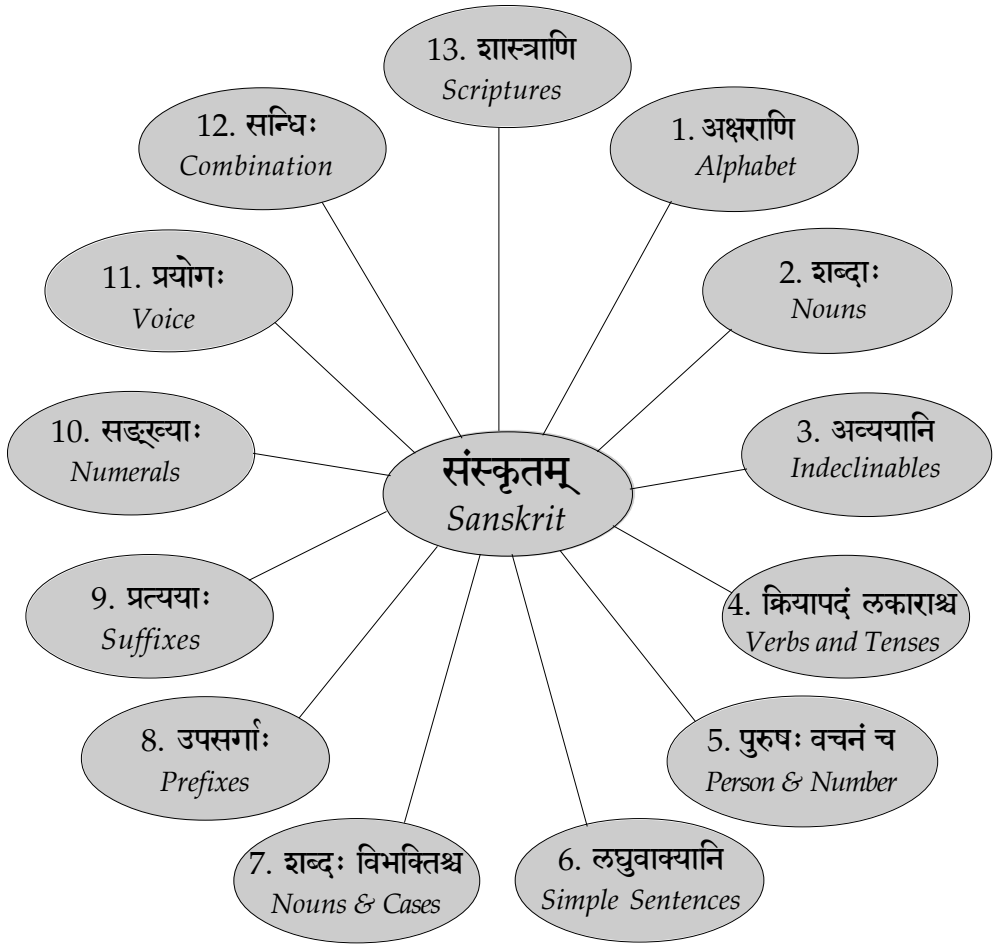 संस्कृतम्
Sanskrit
1. अक्षराणि
Alphabet
2. शब्दाः
Nouns
3. अव्ययानि
Indeclinables
4. क्रियापदं लकाराश्च
Verbs and Tenses
5. पुरुषः वचनं च
Person & Number
6. लघुवाक्यानि
Simple Sentences
7. शब्दः विभक्तिश्च
Nouns & Cases
8. उपसर्गाः
Prefixes
9. प्रत्ययाः
Suffixes
10. सङ्ख्याः
Numerals
11. प्रयोगः
Voice
12. सन्धिः
Combination
13. शास्त्राणि
Scriptures